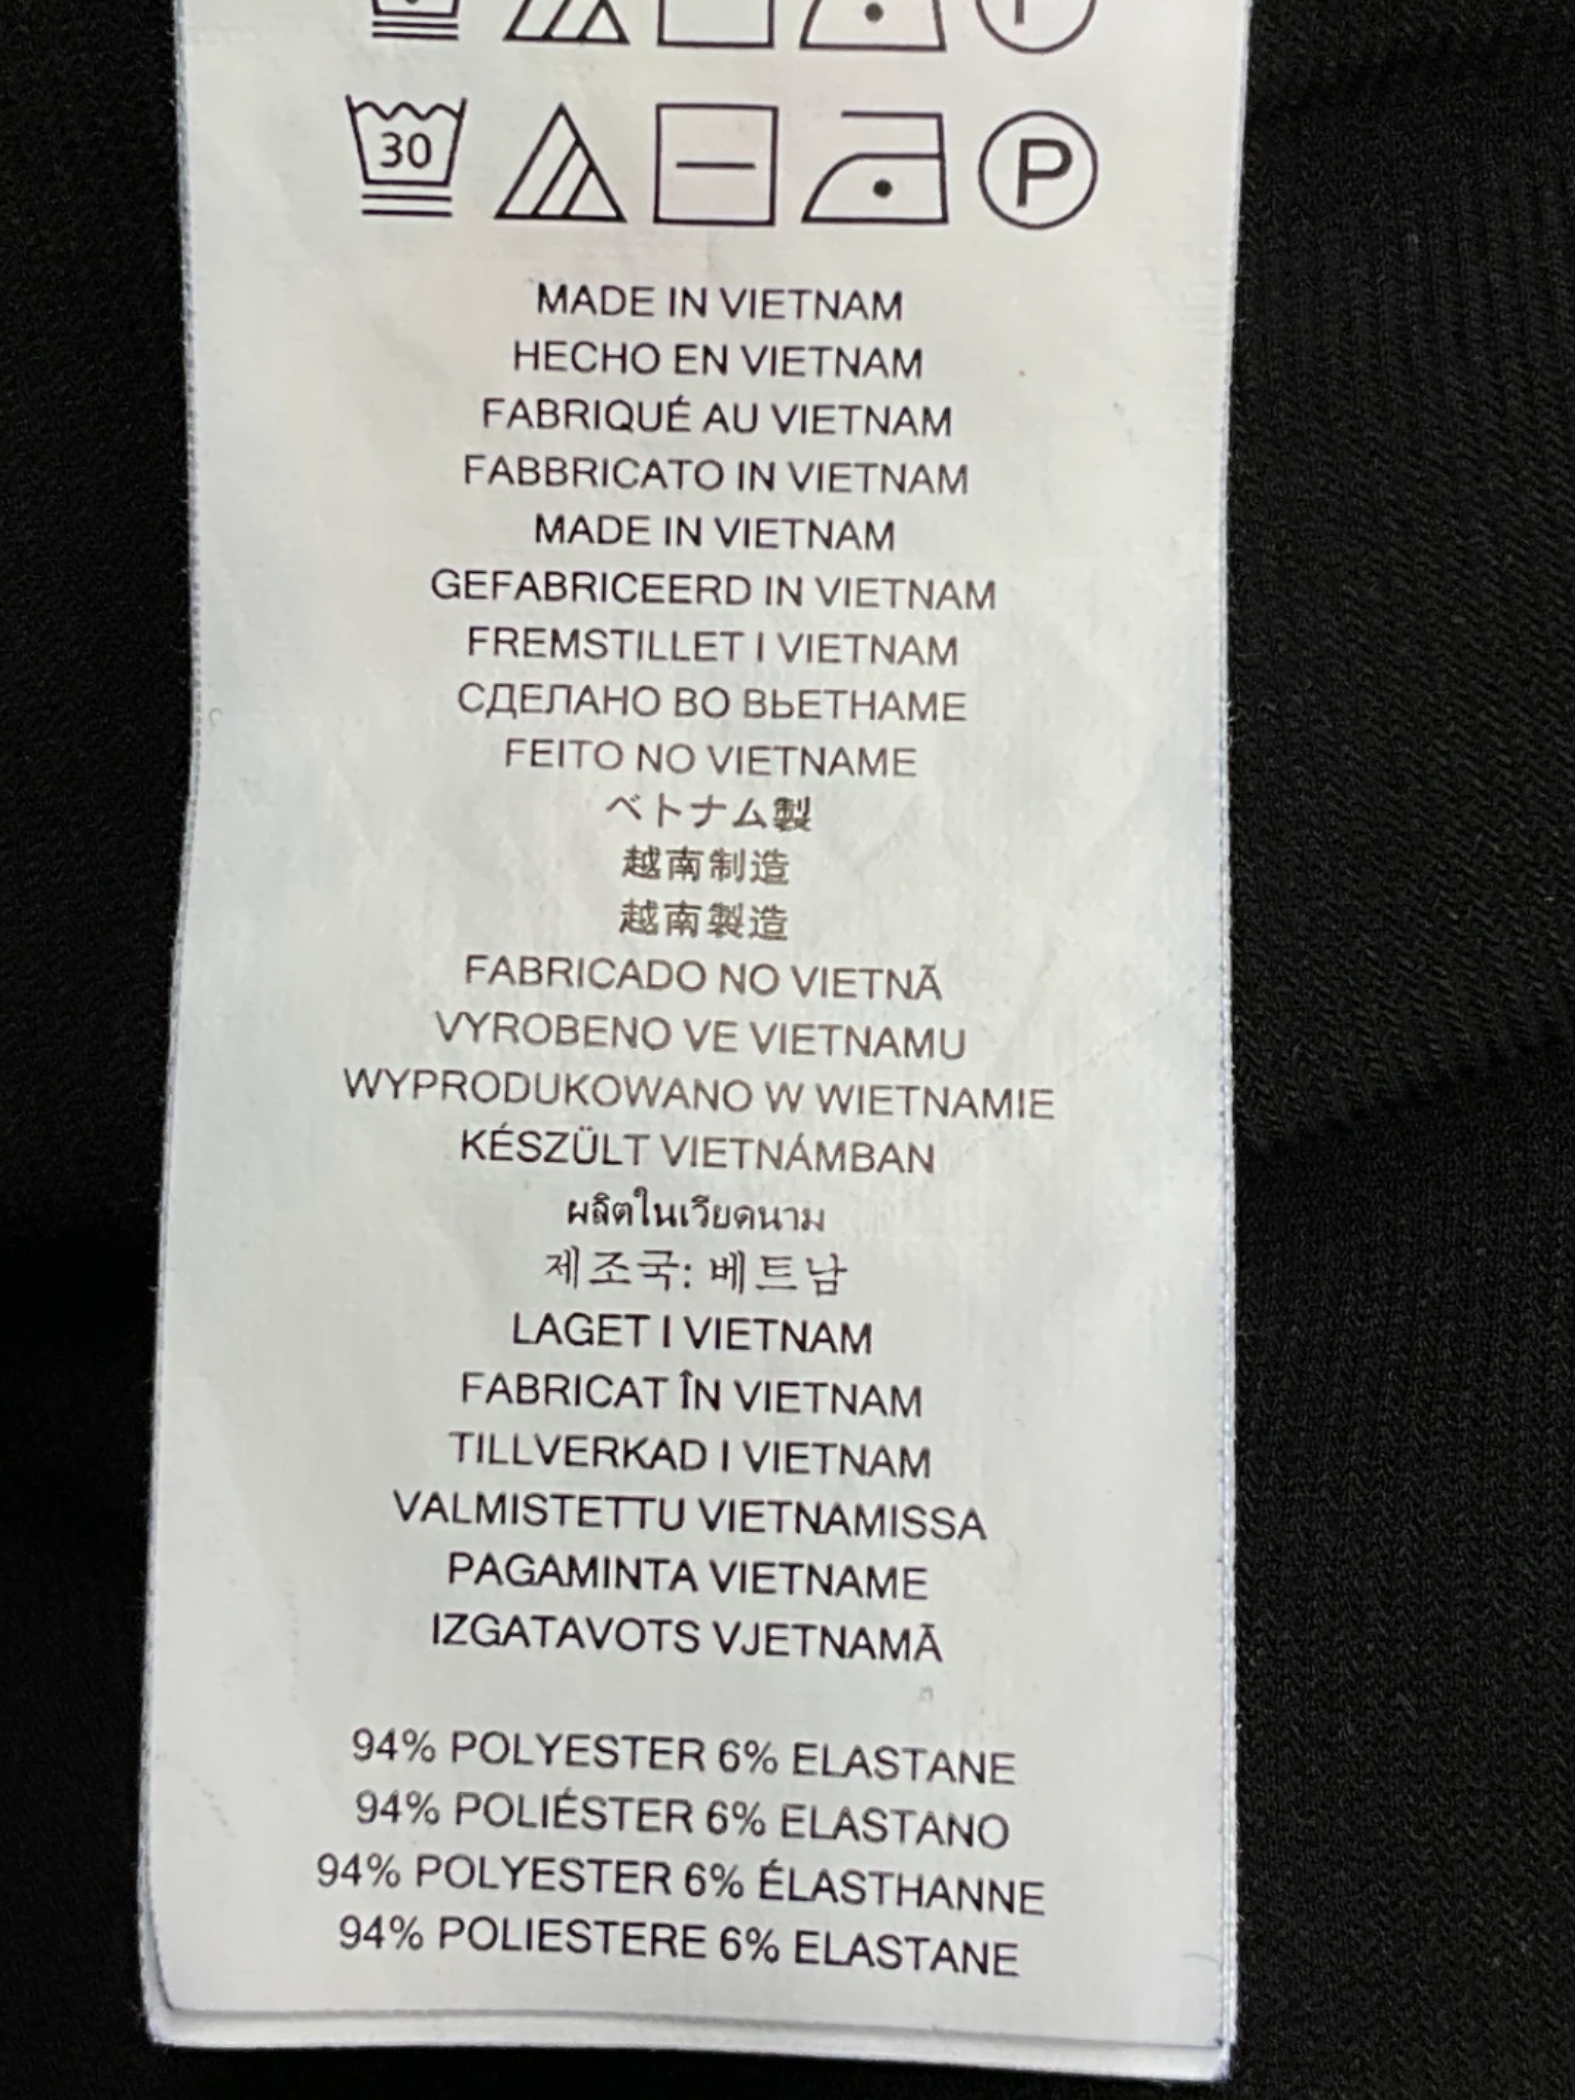 30 P
MADE IN VIETNAM
HECHO EN VIETNAM
FABRIQUÉ AU VIETNAM
FABBRICATO IN VIETNAM
MADE IN VIETNAM
GEFABRICEERD IN VIETNAM
FREMSTILLET I VIETNAM
СДЕЛАНО ВО ВЬЕТНАМЕ
FEITO NO VIETNAME
ベトナム製
越南制造
越南製造
FABRICADO NO VIETNÃ
VYROBENO VE VIETNAMU
WYPRODUKOWANO W WIETNAMIE
KÉSZÜLT VIETNÁMBAN
ผลิตในเวียดนาม
제조국: 베트남
LAGET I VIETNAM
FABRICAT ÎN VIETNAM
TILLVERKAD I VIETNAM
VALMISTETTU VIETNAMISSA
PAGAMINTA VIETNAME
IZGATAVOTS VJETNAMĀ
94% POLYESTER 6% ELASTANE
94% POLIÉSTER 6% ELASTANO
94% POLYESTER 6% ÉLASTHANNE
94% POLIESTERE 6% ELASTANE